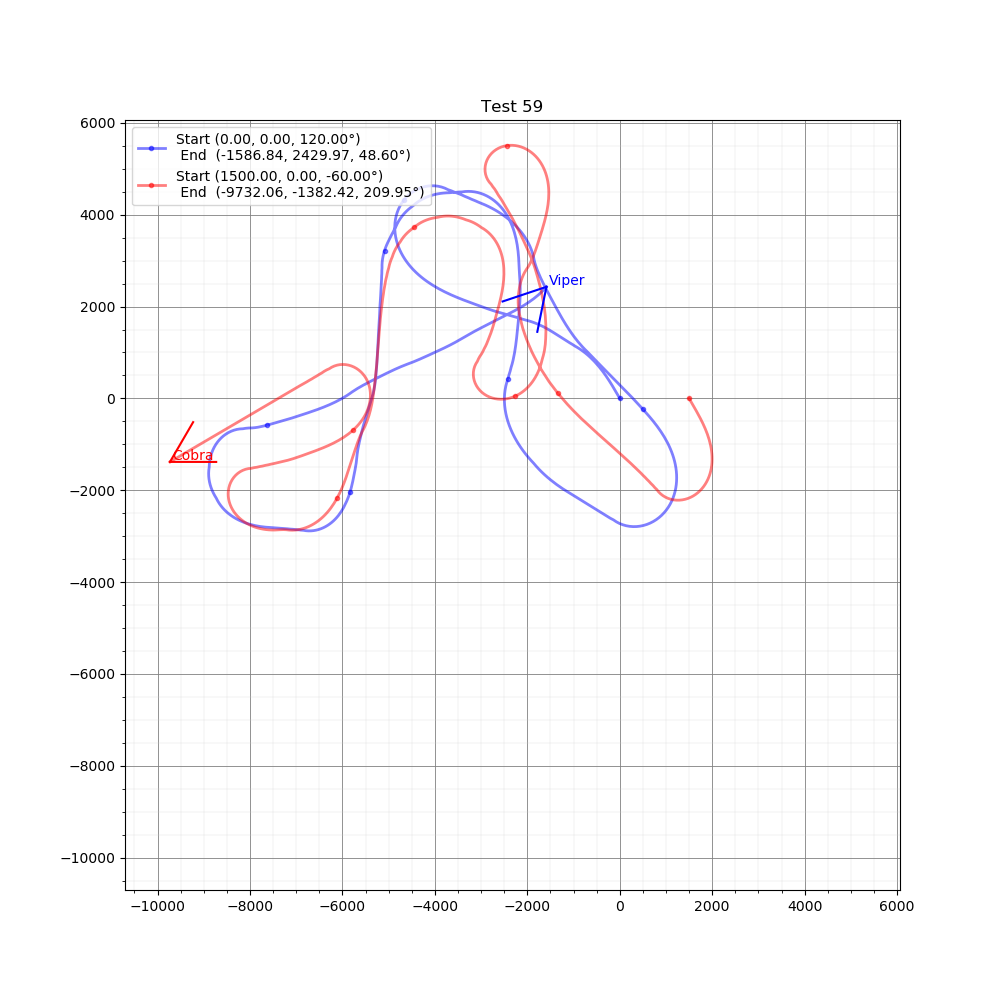 Test 59
Start (0.00, 0.00, 120.00°)
End (-1586.84, 2429.97, 48.60°)
Start (1500.00, 0.00, -60.00°)
End (-9732.06, -1382.42, 209.95°)
6000
4000
2000
0
−2000
−4000
−6000
−8000
−10000
Viper
Cobra
−10000 −8000 −6000 −4000 −2000 0 2000 4000 6000